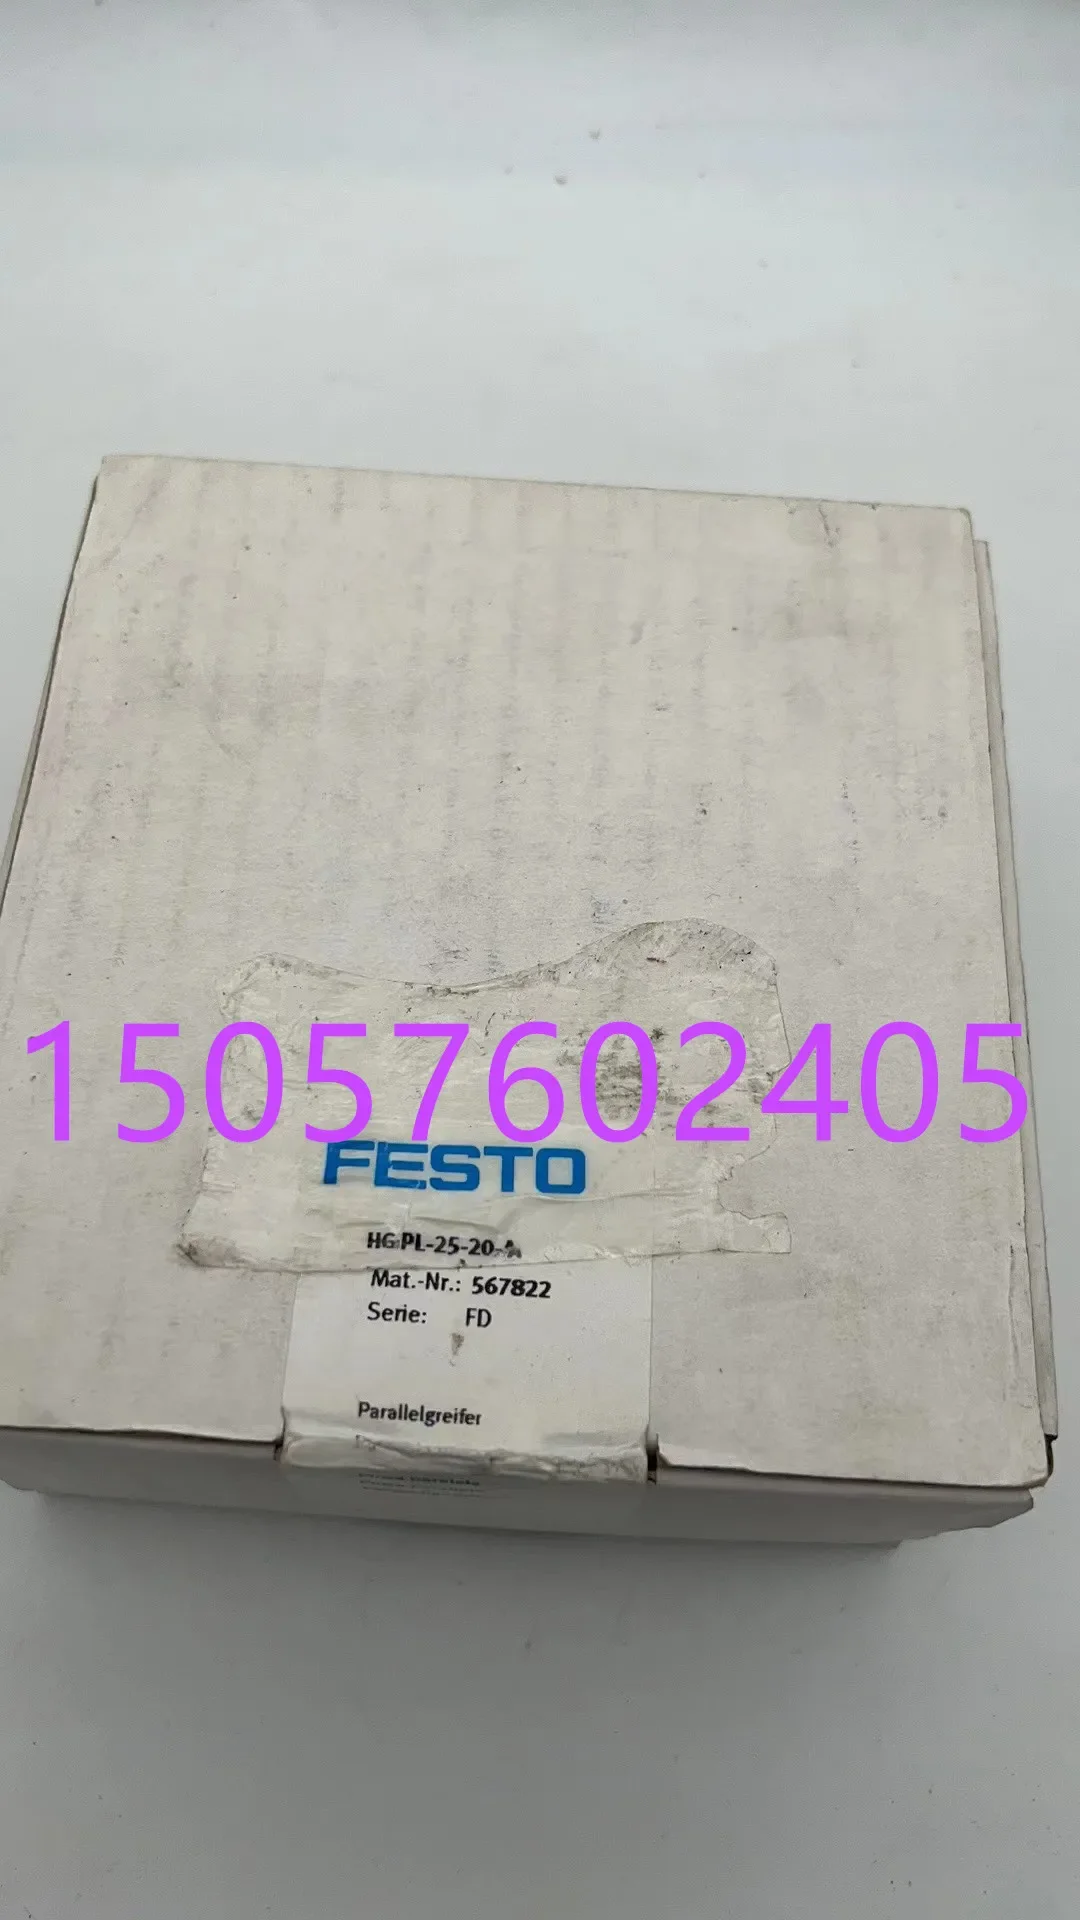 15057602405
FESTO
HGPL-25-20-A
Mat.-Nr.: 567822
Serie: FD
Parallelgreifer